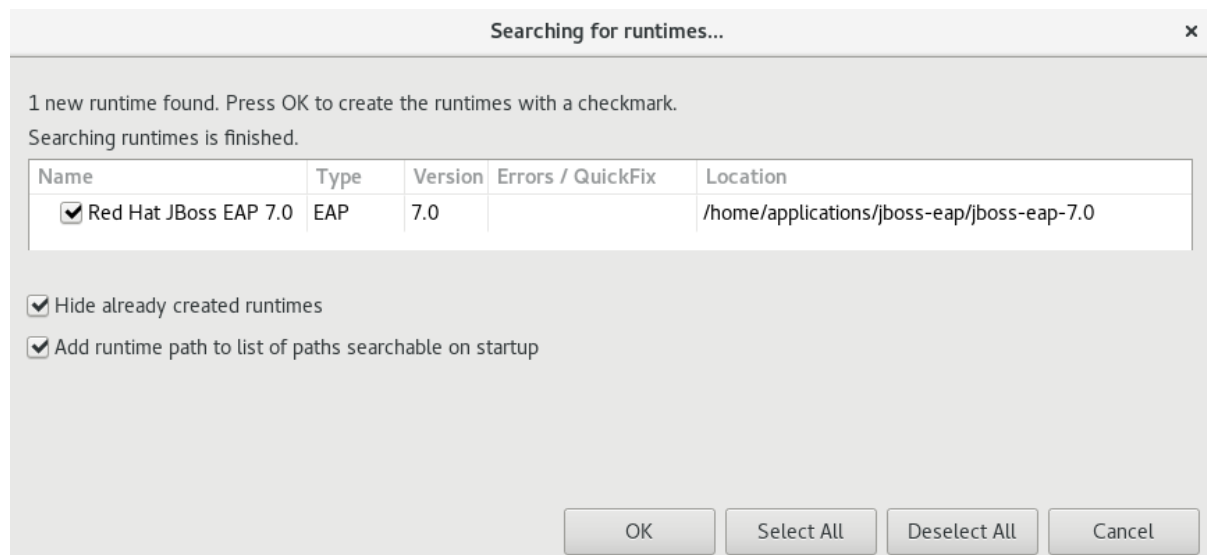 Searching for runtimes...
1 new runtime found. Press OK to create the runtimes with a checkmark.
Searching runtimes is finished.
Name Type Version Errors / QuickFix Location
Red Hat JBoss EAP 7.0 EAP 7.0 /home/applications/jboss-eap/jboss-eap-7.0
Hide already created runtimes
Add runtime path to list of paths searchable on startup
OK Select All Deselect All Cancel